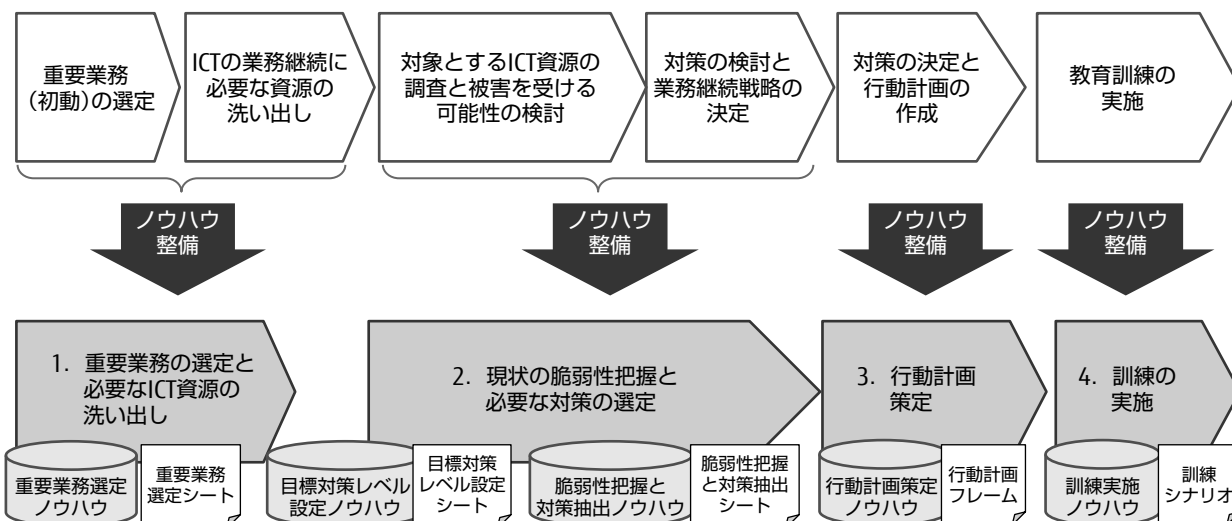 重要業務
（初動）の選定
ICTの業務継続に
必要な資源の
洗い出し
対象とするICT資源の
調査と被害を受ける
可能性の検討
対策の検討と
業務継続戦略の
決定
対策の決定と
行動計画の
作成
教育訓練の
実施
ノウハウ
整備
ノウハウ
整備
ノウハウ
整備
ノウハウ
整備
1. 重要業務の選定と
必要なICT資源の
洗い出し
2. 現状の脆弱性把握と
必要な対策の選定
3. 行動計画
策定
4. 訓練の
実施
重要業務選定
ノウハウ
重要業務
選定シート
目標対策レベル
設定ノウハウ
目標対策
レベル設定
シート
脆弱性把握と
対策抽出ノウハウ
脆弱性把握
と対策抽出
シート
行動計画策定
ノウハウ
行動計画
フレーム
訓練実施
ノウハウ
訓練
シナリオ